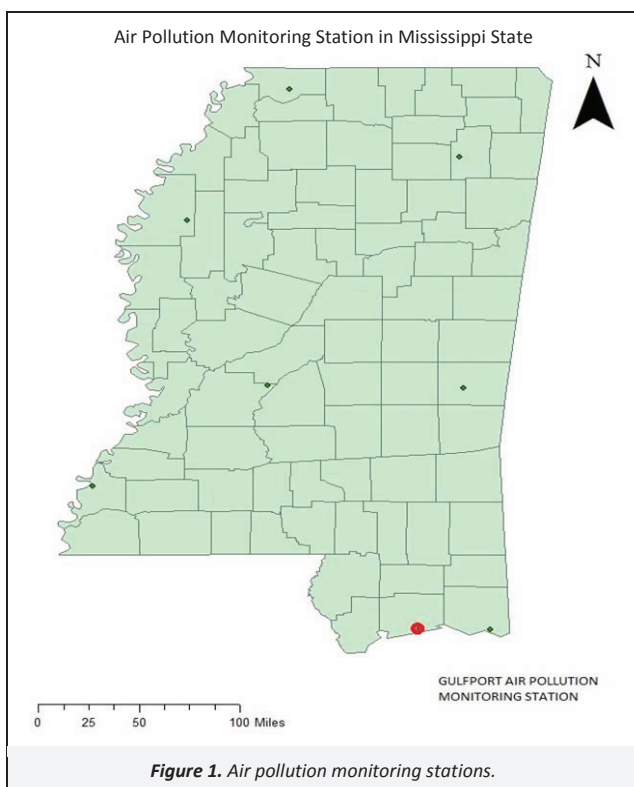 Air Pollution Monitoring Station in Mississippi State
N
GULFPORT AIR POLLUTION
MONITORING STATION
0 25 50 100 Miles
Figure 1. Air pollution monitoring stations.